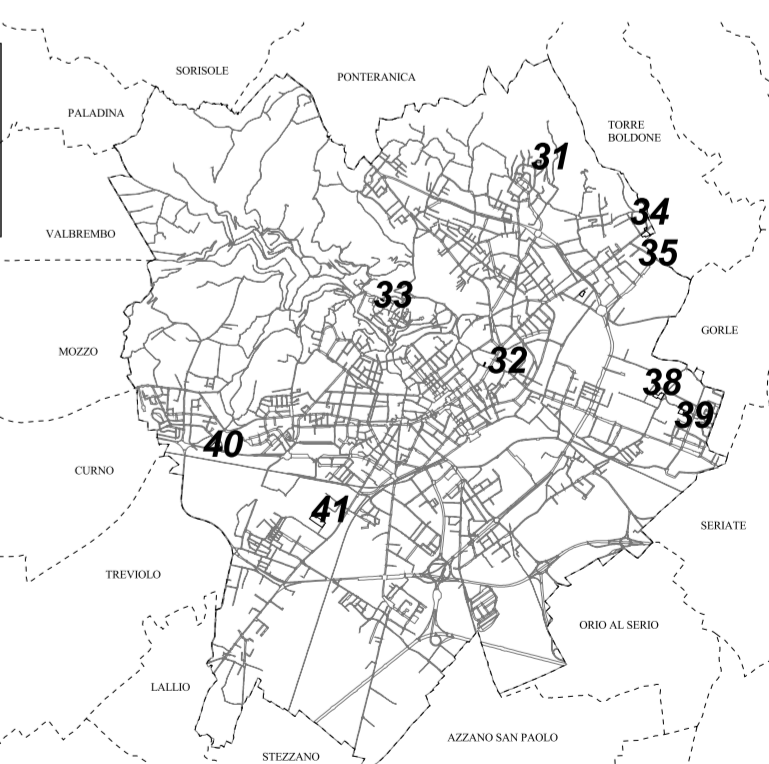 SORISOLE
PONTERANICA
PALADINA
TORRE
BOLDONE
31
34
VALBREMBO
35
33
GORLE
MOZZO
32
38
39
40
CURNO
41
SERIATE
TREVIOLO
ORIO AL SERIO
LALLIO
AZZANO SAN PAOLO
STEZZANO